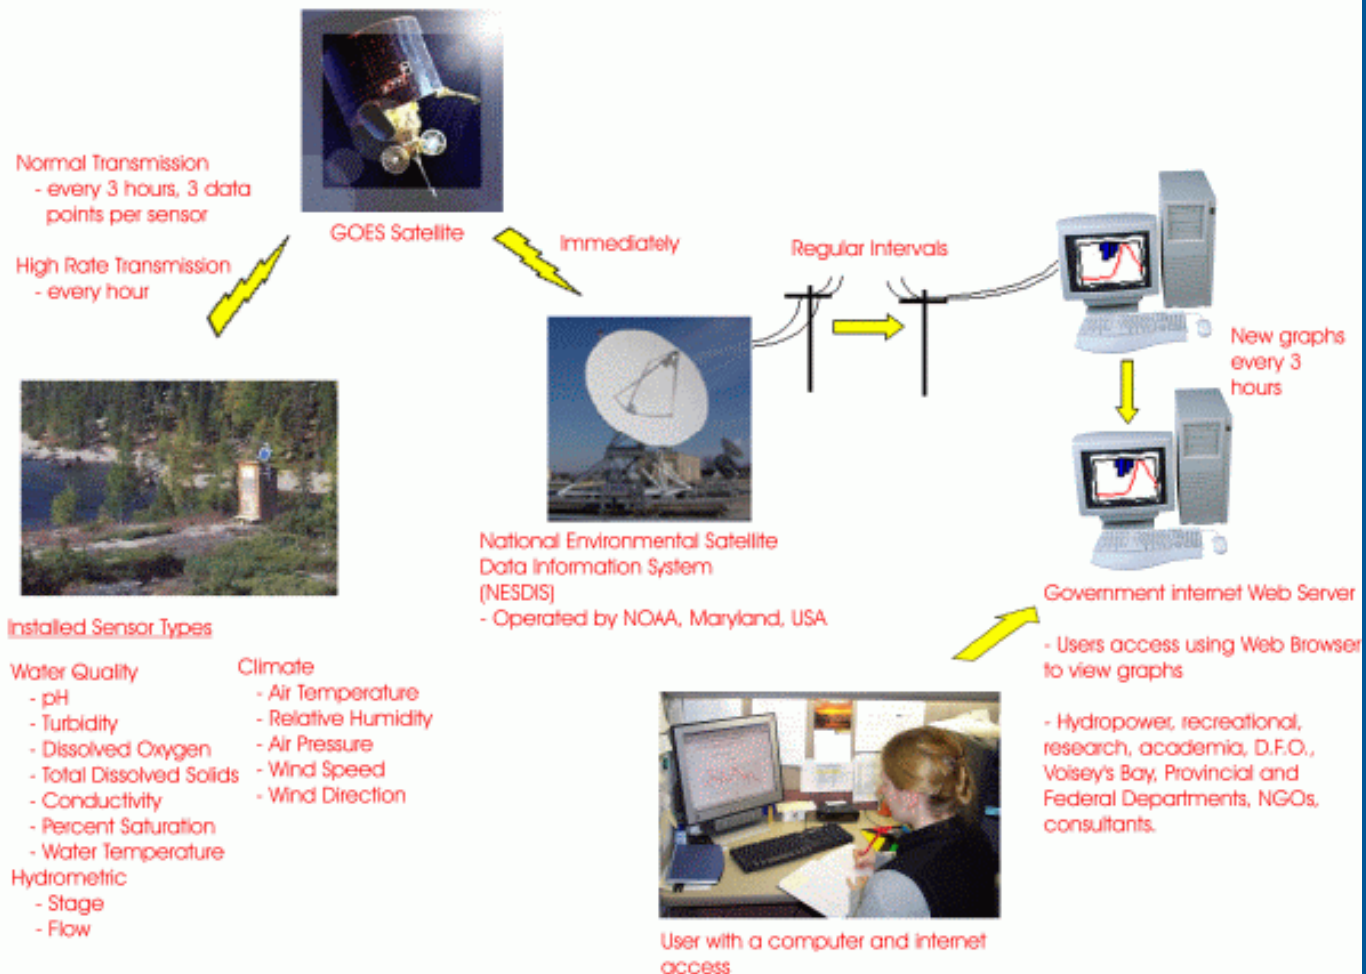 Normal Transmission
- every 3 hours, 3 data
points per sensor
High Rate Transmission
- every hour
GOES Satellite
Immediately
Regular Intervals
New graphs
every 3
hours
National Environmental Satellite
Data Information System
(NESDIS)
- Operated by NOAA, Maryland, USA
Government internet Web Server
- Users access using Web Browser
to view graphs
- Hydropower, recreational,
research, academia, D.F.O.,
Voisey's Bay, Provincial and
Federal Departments, NGOs,
consultants.
Installed Sensor Types
Water Quality
- pH
- Turbidity
- Dissolved Oxygen
- Total Dissolved Solids
- Conductivity
- Percent Saturation
- Water Temperature
Hydrometric
- Stage
- Flow
Climate
- Air Temperature
- Relative Humidity
- Air Pressure
- Wind Speed
- Wind Direction
User with a computer and internet
access